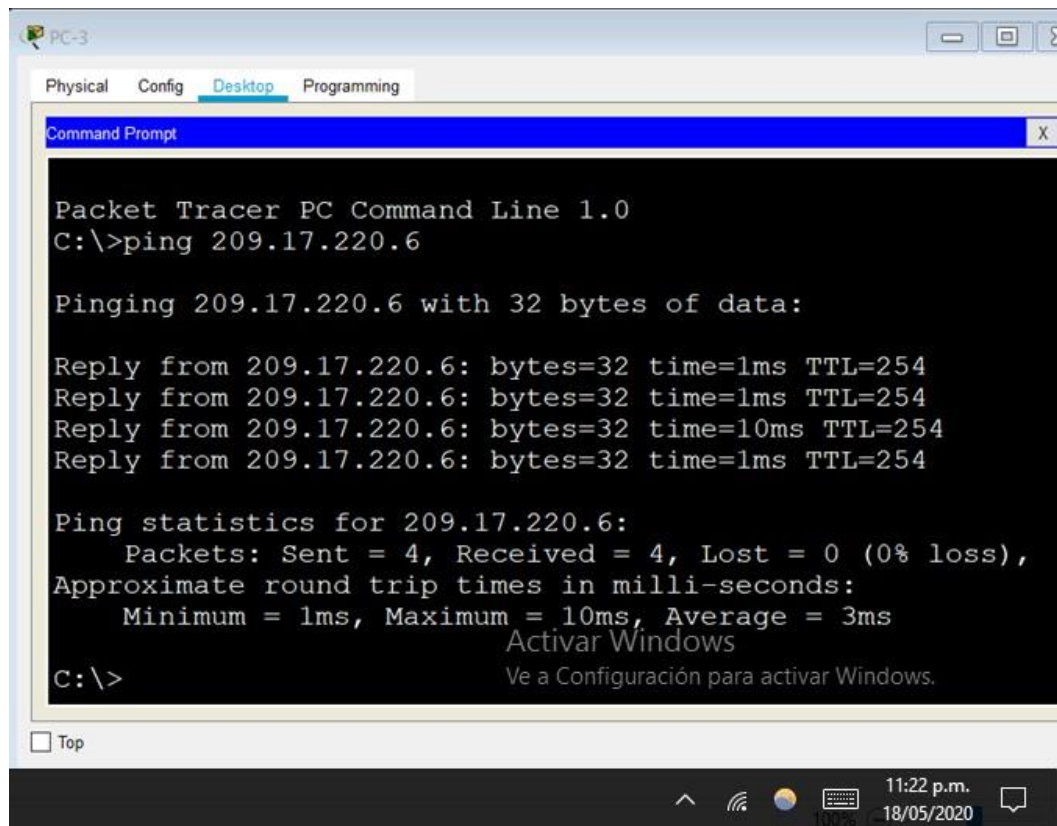 PC-3
Physical Config Desktop Programming
Command Prompt
X
Packet Tracer PC Command Line 1.0
C:\>ping 209.17.220.6
Pinging 209.17.220.6 with 32 bytes of data:
Reply from 209.17.220.6: bytes=32 time=1ms TTL=254
Reply from 209.17.220.6: bytes=32 time=1ms TTL=254
Reply from 209.17.220.6: bytes=32 time=10ms TTL=254
Reply from 209.17.220.6: bytes=32 time=1ms TTL=254
Ping statistics for 209.17.220.6:
Packets: Sent = 4, Received = 4, Lost = 0 (0% loss),
Approximate round trip times in milli-seconds:
Minimum = 1ms, Maximum = 10ms, Average = 3ms
Activar Windows
C:\>
Ve a Configuración para activar Windows.
Top
11:22 p.m.
100%
18/05/2020